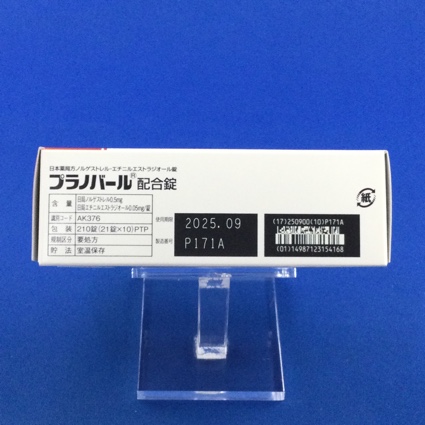 日本薬局方ノルゲストレル・エチニルエストラジオール錠
プラノバール®配合錠
含 量 日局ノルゲストレル0.5mg
日局エチニルエストラジオール0.05mg/錠
識別コード AK376
包 装 210錠(21錠×10)PTP
規制区分 要処方
貯 法 室温保存
使用期限 2025.09
製造番号 P171A
(17)250900(10)P171A
(01)14987123154168
紙